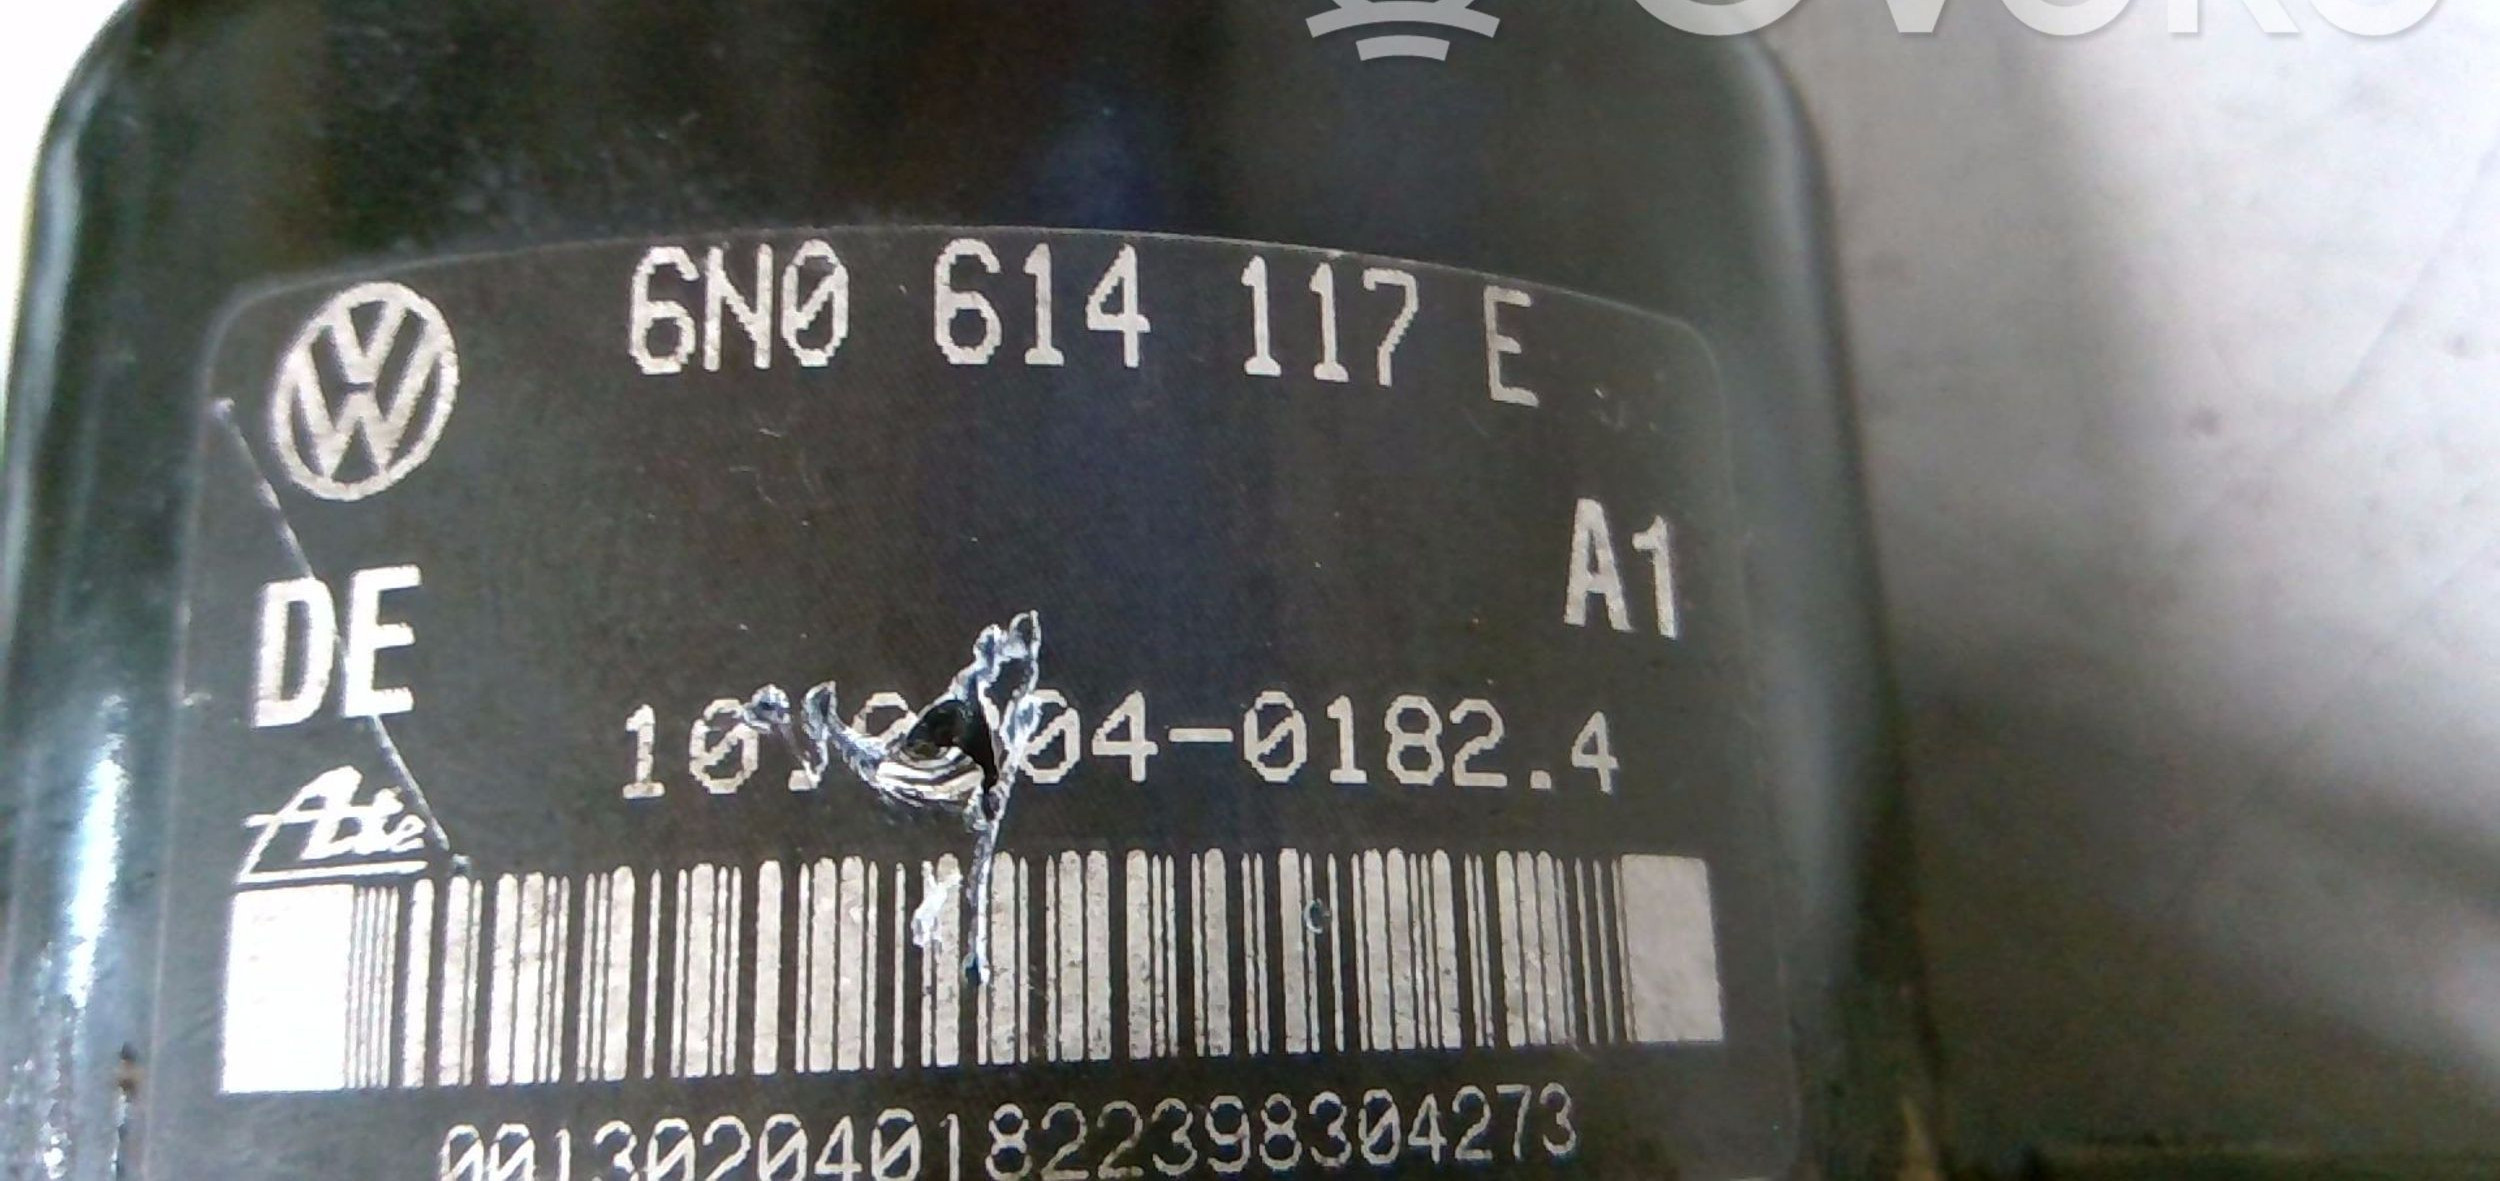 6N0 614 117 E
A1
DE
04-0182.4
Ate
0013020401822398304273